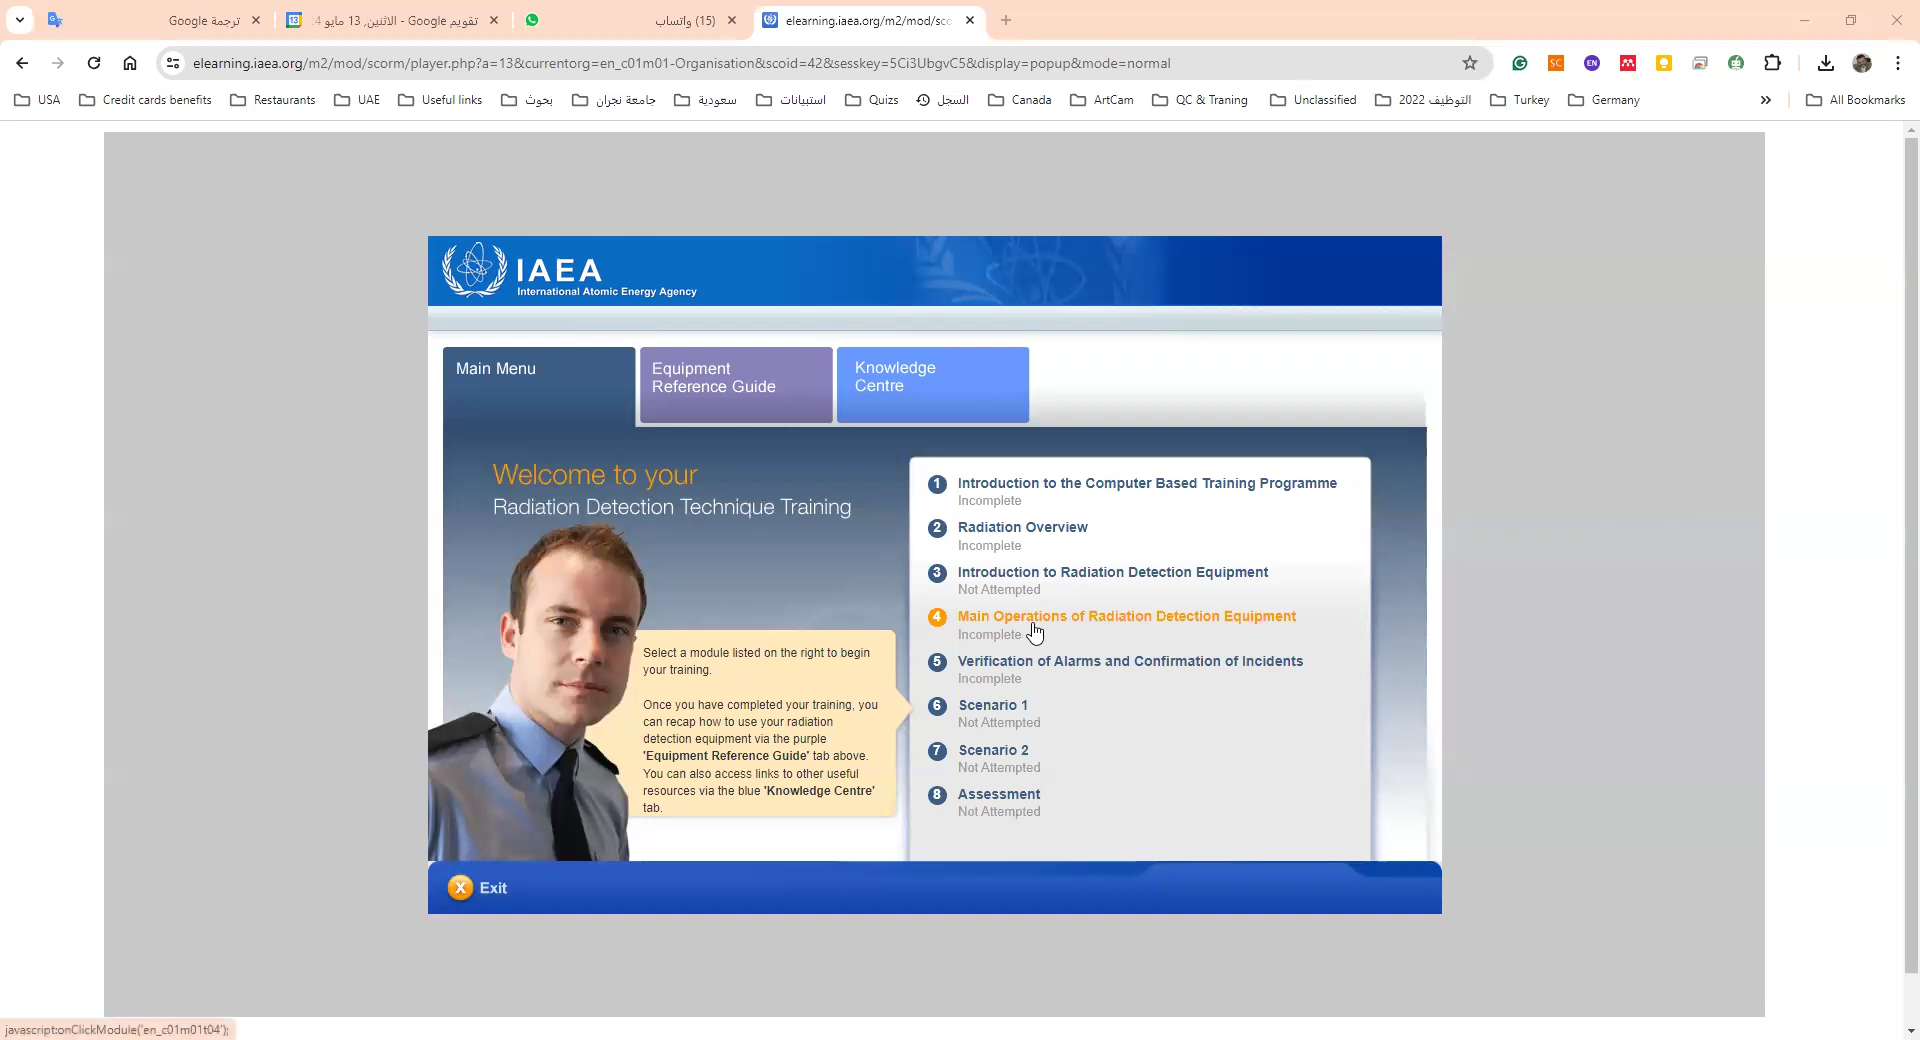 ترجمة Google
تقويم Google - الاثنين, 13 مايو 4.
(15) واتساب
elearning.iaea.org/m2/mod/sco
elearning.iaea.org/m2/mod/scorm/player.php?a=13&currentorg=en_c01m01-Organisation&scoid=42&sesskey=5Ci3UbgvC5&display=popup&mode=normal
USA
Credit cards benefits
Restaurants
UAE
Useful links
بحوث
جامعة نجران
سعودية
استبيانات
Quizs
السجل
Canada
ArtCam
QC & Traning
Unclassified
التوظيف 2022
Turkey
Germany
All Bookmarks
IAEA
International Atomic Energy Agency
Main Menu
Equipment
Reference Guide
Knowledge
Centre
Welcome to your
Radiation Detection Technique Training
Select a module listed on the right to begin
your training.
Once you have completed your training, you
can recap how to use your radiation
detection equipment via the purple
'Equipment Reference Guide' tab above.
You can also access links to other useful
resources via the blue 'Knowledge Centre'
tab.
1 Introduction to the Computer Based Training Programme
Incomplete
2 Radiation Overview
Incomplete
3 Introduction to Radiation Detection Equipment
Not Attempted
4 Main Operations of Radiation Detection Equipment
Incomplete
5 Verification of Alarms and Confirmation of Incidents
Incomplete
6 Scenario 1
Not Attempted
7 Scenario 2
Not Attempted
8 Assessment
Not Attempted
X Exit
javascript:onClickModule('en_c01m01t04');